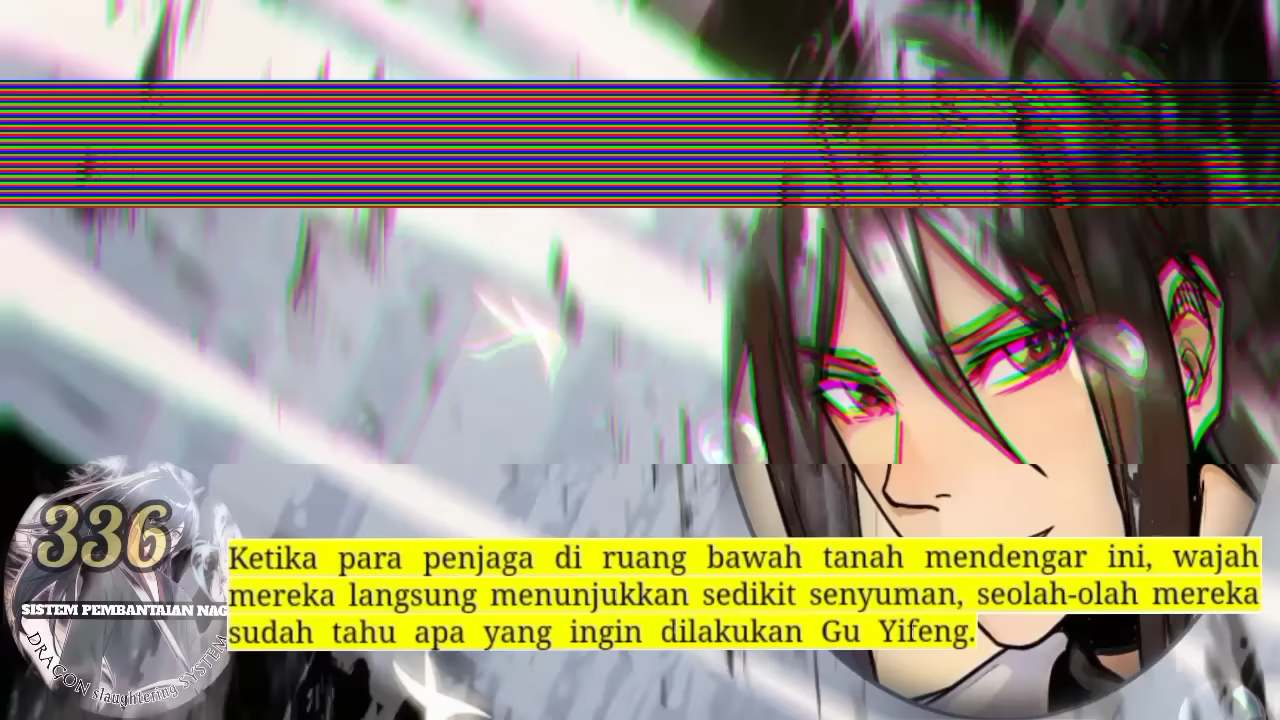 336
SISTEM PEMBANTAIAN NAG
DRAGON slaughtering SYSTEM
Ketika para penjaga di ruang bawah tanah mendengar ini, wajah
mereka langsung menunjukkan sedikit senyuman, seolah-olah mereka
sudah tahu apa yang ingin dilakukan Gu Yifeng.